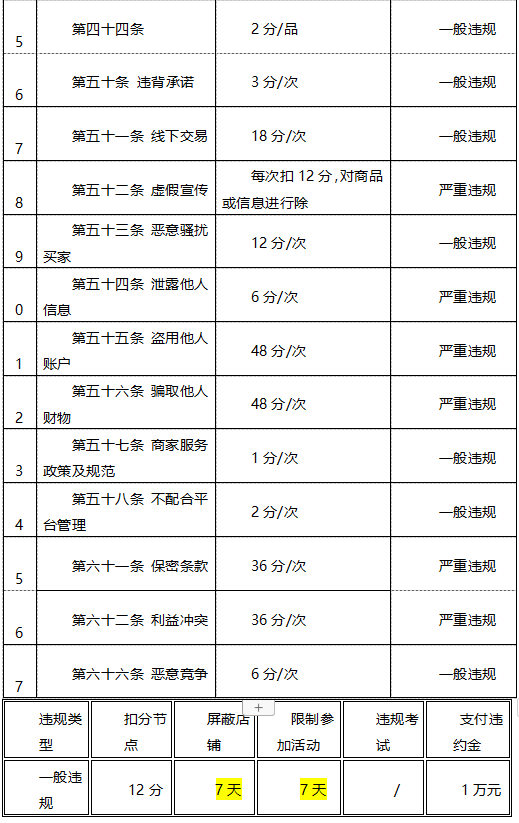 5 第四十四条 2 分/品 一般违规
6 第五十条 违背承诺 3 分/次 一般违规
7 第五十一条 线下交易 18 分/次 一般违规
8 第五十二条 虚假宣传 每次扣 12 分,对商品
或信息进行除 严重违规
9 第五十三条 恶意骚扰
买家 12 分/次 一般违规
0 第五十四条 泄露他人
信息 6 分/次 严重违规
1 第五十五条 盗用他人
账户 48 分/次 严重违规
2 第五十六条 骗取他人
财物 48 分/次 严重违规
3 第五十七条 商家服务
政策及规范 1 分/次 一般违规
4 第五十八条 不配合平
台管理 2 分/次 一般违规
5 第六十一条 保密条款 36 分/次 严重违规
6 第六十二条 利益冲突 36 分/次 严重违规
7 第六十六条 恶意竞争 6 分/次 一般违规
违规类
型 扣分节
点 屏蔽店
铺 限制参
加活动 违规考
试 支付违
约金
一般违
规 12 分 7 天 7 天 / 1 万元